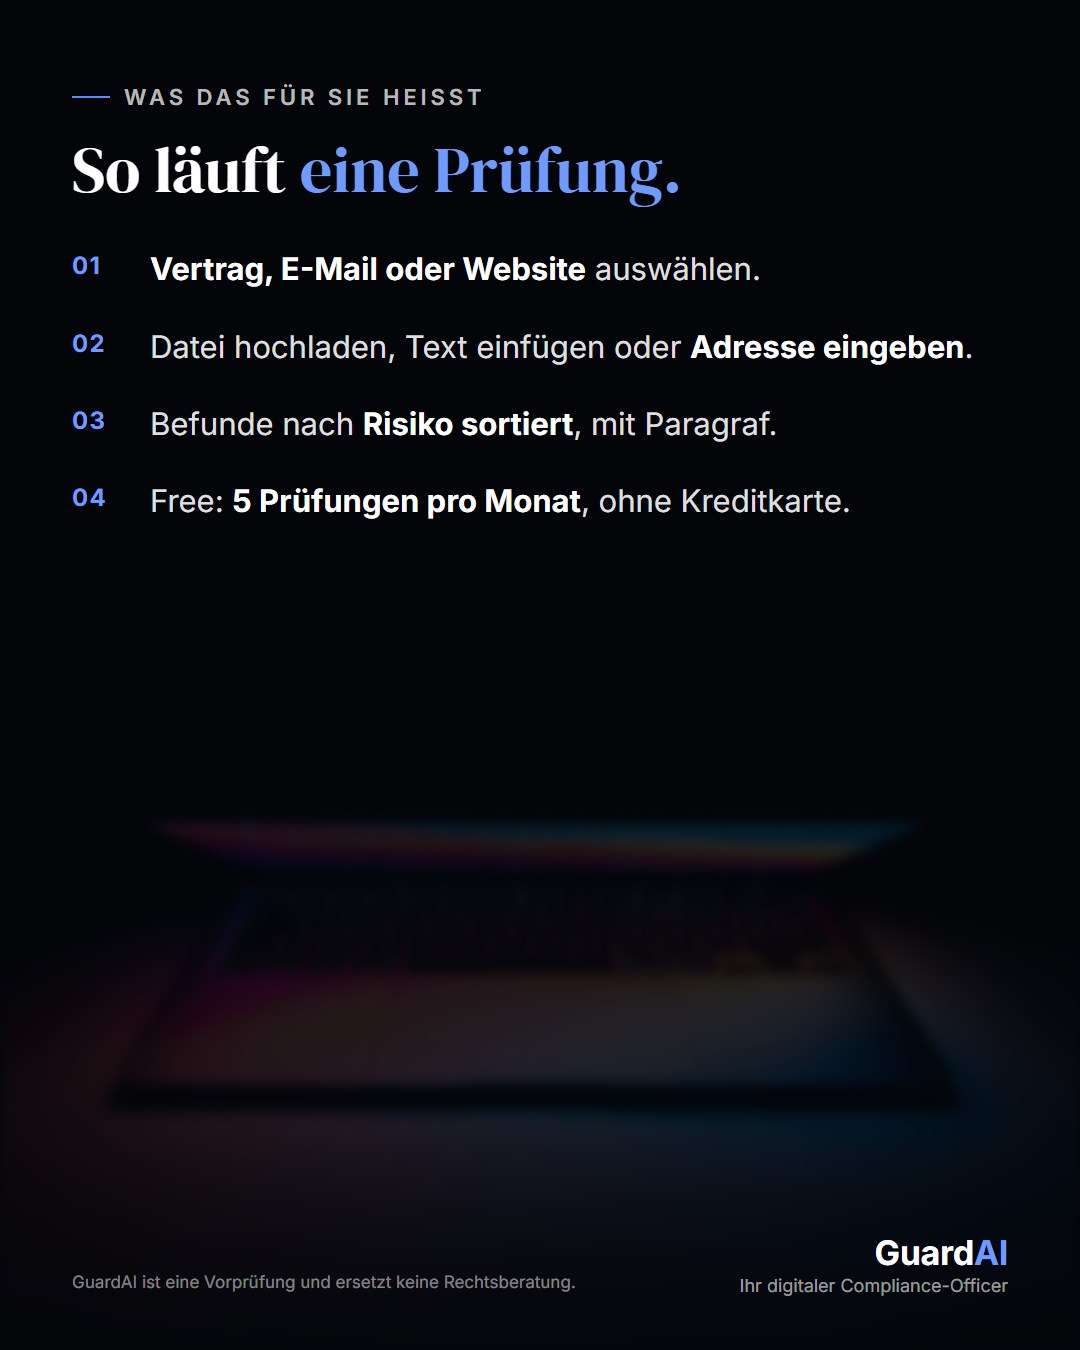 WAS DAS FÜR SIE HEISST
So läuft eine Prüfung.
01 Vertrag, E-Mail oder Website auswählen.
02 Datei hochladen, Text einfügen oder Adresse eingeben.
03 Befunde nach Risiko sortiert, mit Paragraf.
04 Free: 5 Prüfungen pro Monat, ohne Kreditkarte.
GuardAI
GuardAI ist eine Vorprüfung und ersetzt keine Rechtsberatung.
Ihr digitaler Compliance-Officer